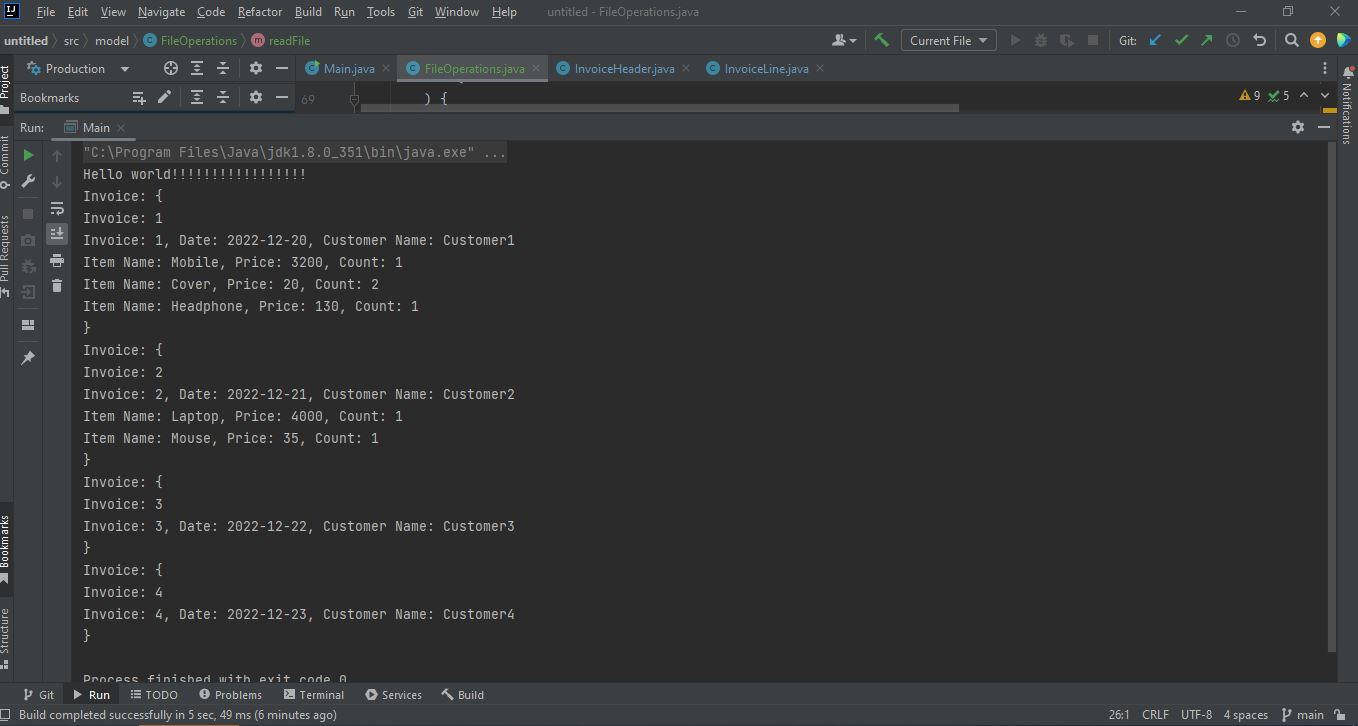 File Edit View Navigate Code Refactor Build Run Tools Git Window Help untitled - FileOperations.java
untitled src model FileOperations readFile Current File Git:
Project
Production Main.java FileOperations.java InvoiceHeader.java InvoiceLine.java
Bookmarks 69 ) { 9 5
Notifications
Run: Main
Commit
Pull Requests
Bookmarks
Structure
"C:\Program Files\Java\jdk1.8.0_351\bin\java.exe" ...
Hello world!!!!!!!!!!!!!!!!!
Invoice: {
Invoice: 1
Invoice: 1, Date: 2022-12-20, Customer Name: Customer1
Item Name: Mobile, Price: 3200, Count: 1
Item Name: Cover, Price: 20, Count: 2
Item Name: Headphone, Price: 130, Count: 1
}
Invoice: {
Invoice: 2
Invoice: 2, Date: 2022-12-21, Customer Name: Customer2
Item Name: Laptop, Price: 4000, Count: 1
Item Name: Mouse, Price: 35, Count: 1
}
Invoice: {
Invoice: 3
Invoice: 3, Date: 2022-12-22, Customer Name: Customer3
}
Invoice: {
Invoice: 4
Invoice: 4, Date: 2022-12-23, Customer Name: Customer4
}
Process finished with exit code 0
Git Run TODO Problems Terminal Services Build
Build completed successfully in 5 sec, 49 ms (6 minutes ago) 26:1 CRLF UTF-8 4 spaces main